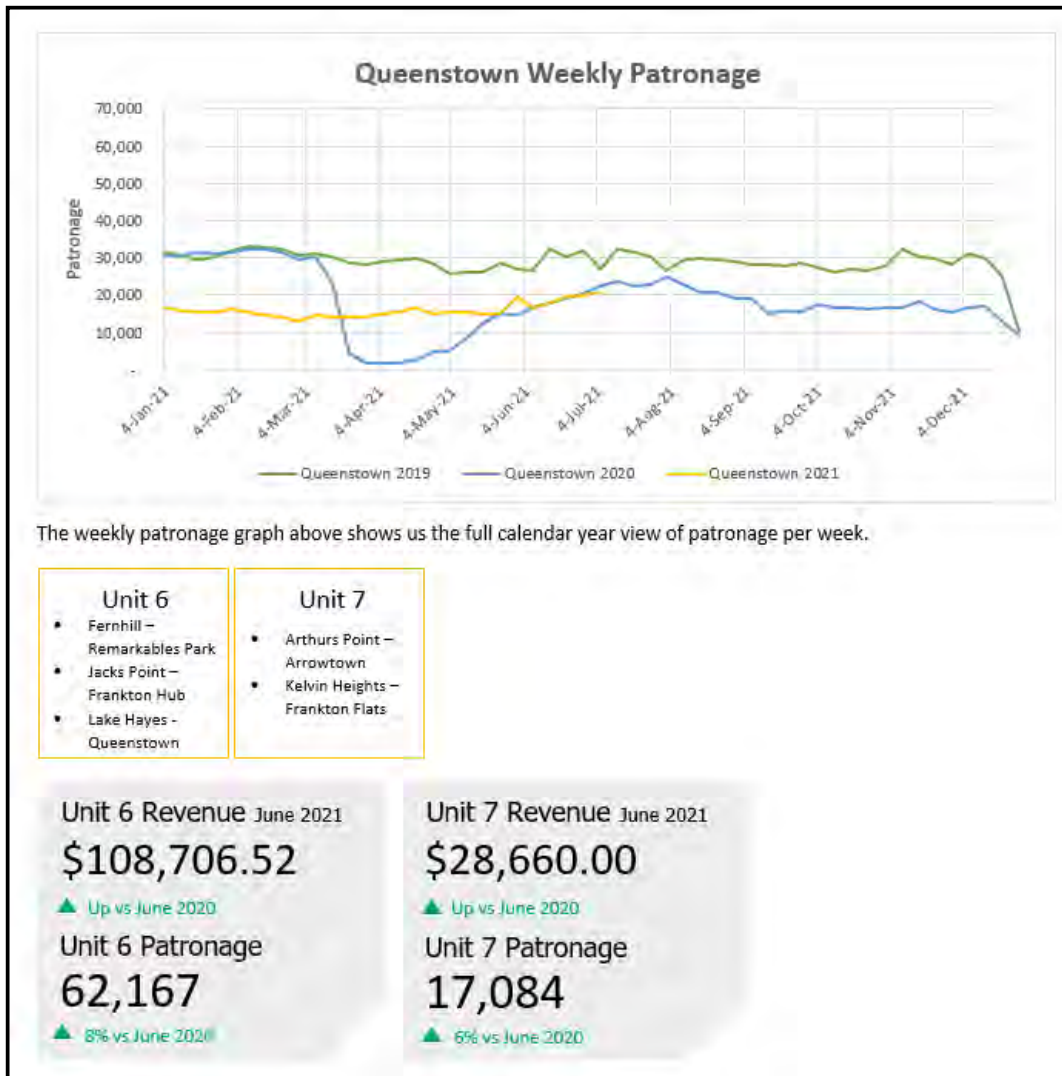 Queenstown Weekly Patronage
70,000
60,000
50,000
40,000
30,000
20,000
10,000
-
Patronage
4-Jan-21
4-Feb-21
4-Mar-21
4-Apr-21
4-May-21
4-Jun-21
4-Jul-21
4-Aug-21
4-Sep-21
4-Oct-21
4-Nov-21
4-Dec-21
Queenstown 2019
Queenstown 2020
Queenstown 2021
The weekly patronage graph above shows us the full calendar year view of patronage per week.
Unit 6
• Fernhill –
Remarkables Park
• Jacks Point –
Frankton Hub
• Lake Hayes -
Queenstown
Unit 7
• Arthurs Point –
Arrowtown
• Kelvin Heights –
Frankton Flats
Unit 6 Revenue June 2021
$108,706.52
Up vs June 2020
Unit 6 Patronage
62,167
8% vs June 2020
Unit 7 Revenue June 2021
$28,660.00
Up vs June 2020
Unit 7 Patronage
17,084
6% vs June 2020